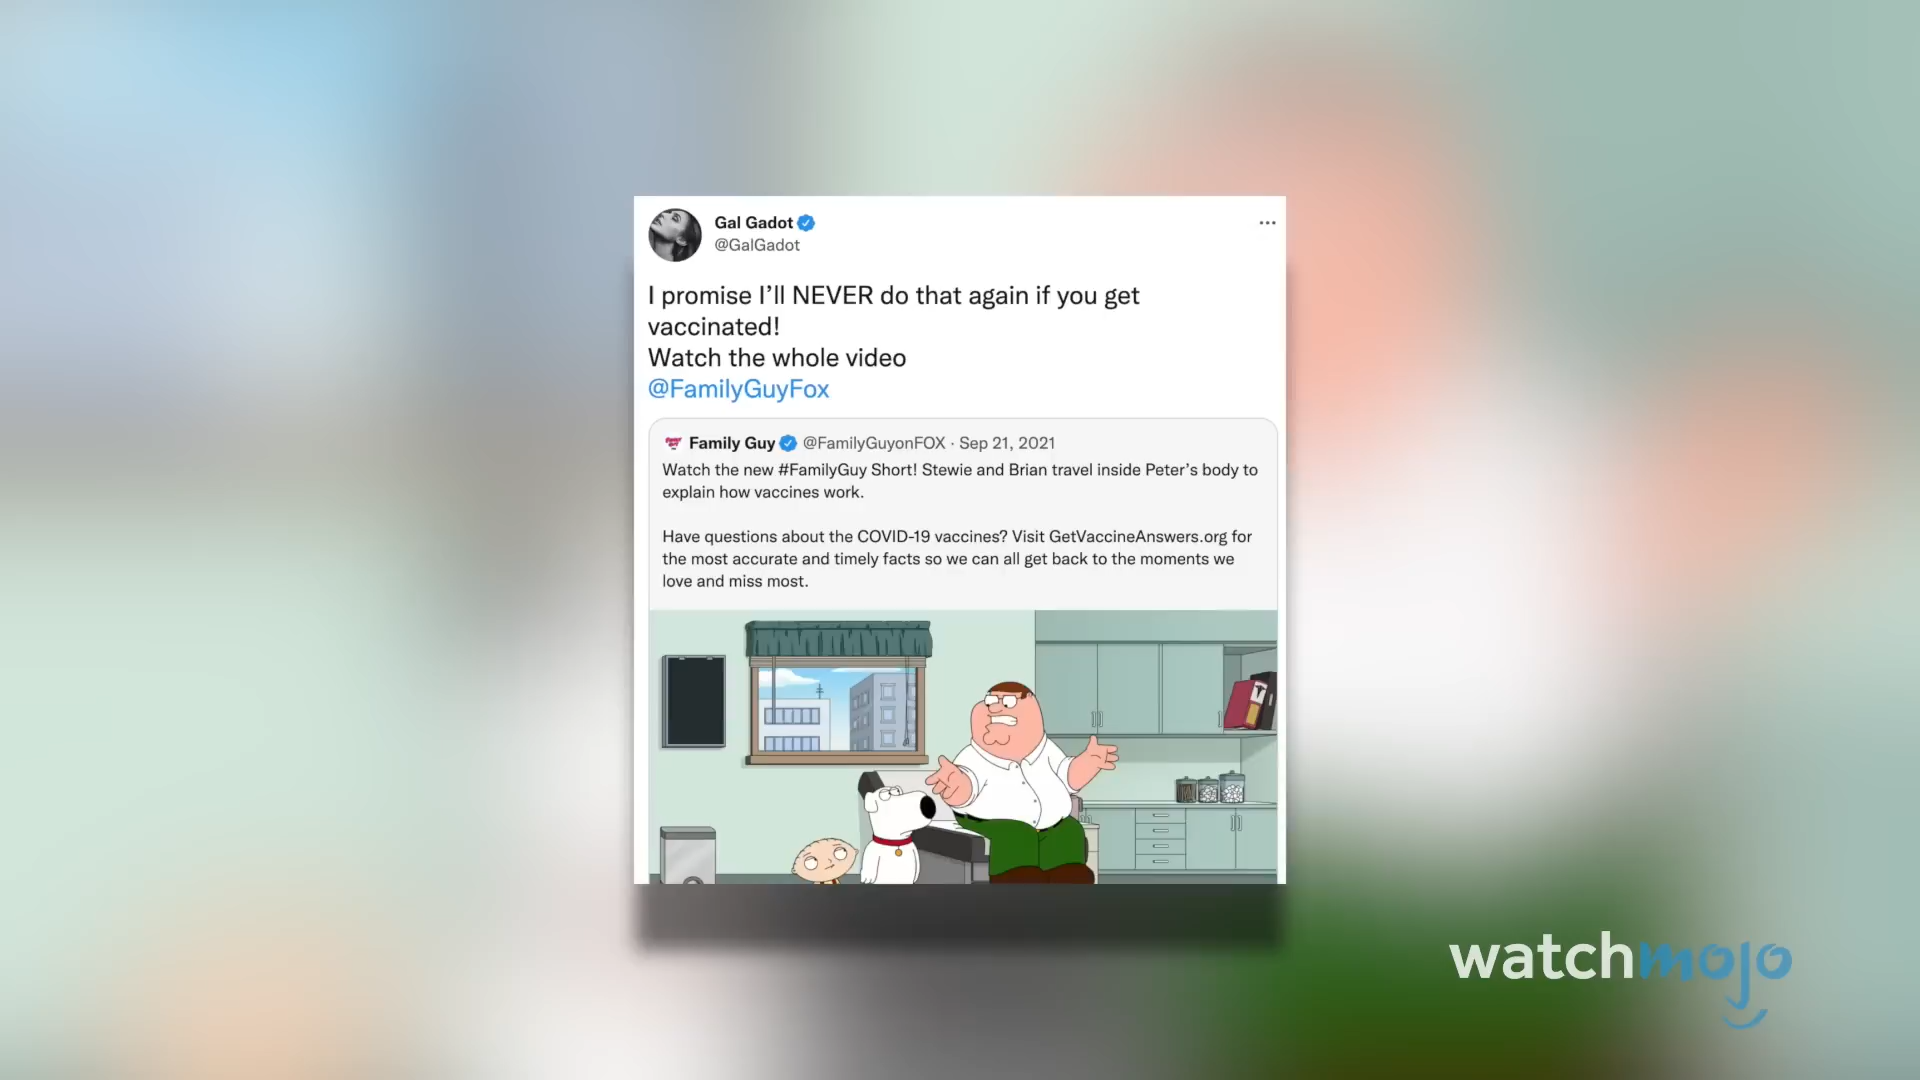 Gal Gadot
@GalGadot
I promise I’ll NEVER do that again if you get
vaccinated!
Watch the whole video
@FamilyGuyFox
Family Guy @FamilyGuyonFOX · Sep 21, 2021
Watch the new #FamilyGuy Short! Stewie and Brian travel inside Peter’s body to
explain how vaccines work.
Have questions about the COVID-19 vaccines? Visit GetVaccineAnswers.org for
the most accurate and timely facts so we can all get back to the moments we
love and miss most.
watchmojo